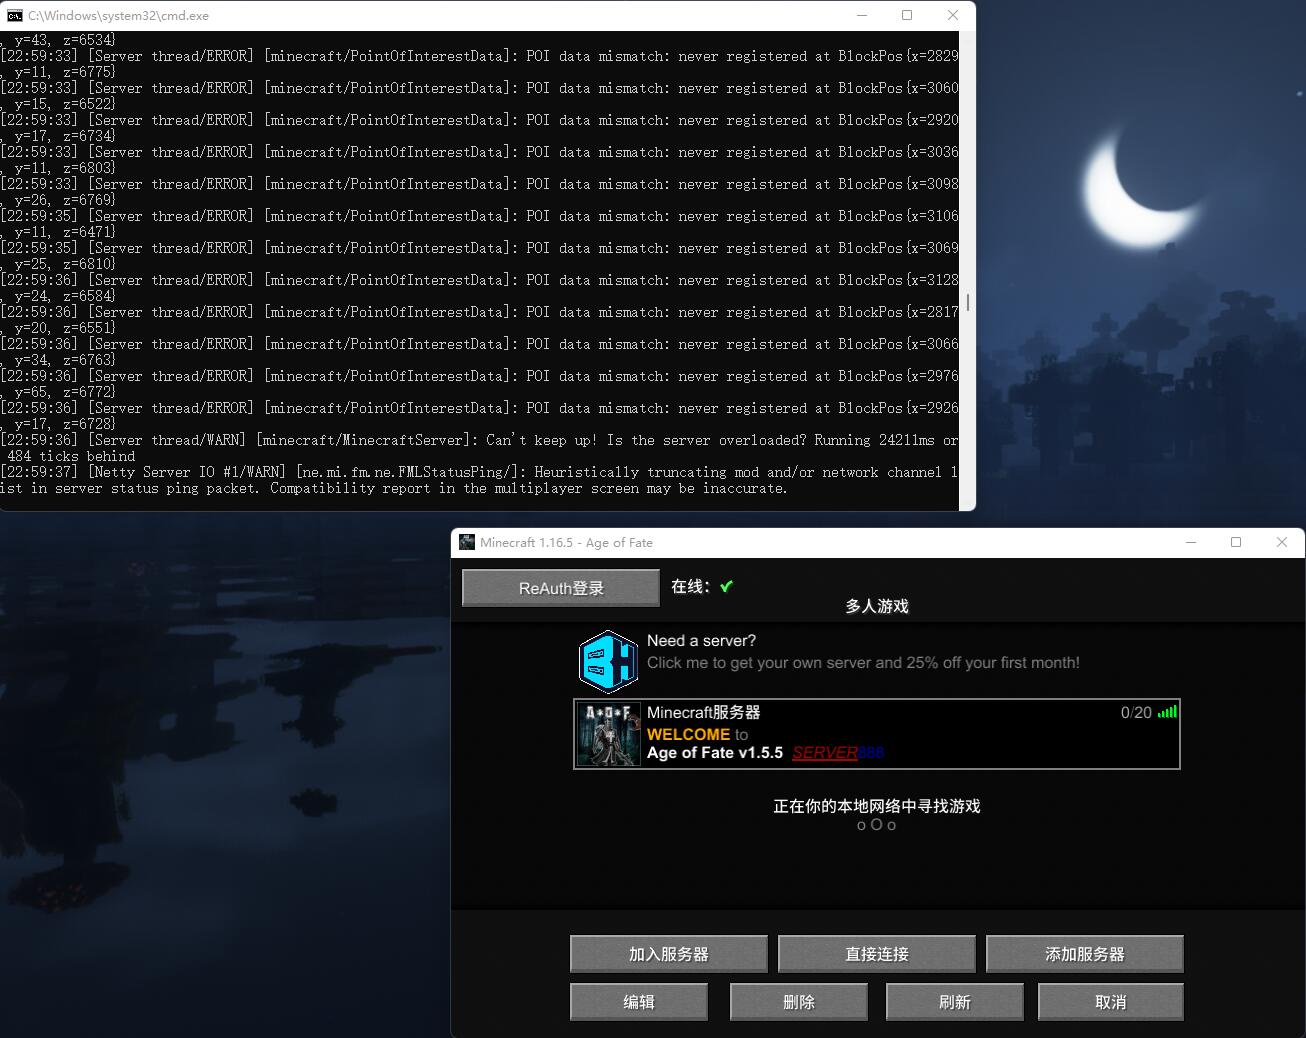 C:\Windows\system32\cmd.exe
, y=43, z=6534}
[22:59:33] [Server thread/ERROR] [minecraft/PointOfInterestData]: POI data mismatch: never registered at BlockPos{x=2829
, y=11, z=6775}
[22:59:33] [Server thread/ERROR] [minecraft/PointOfInterestData]: POI data mismatch: never registered at BlockPos{x=3060
, y=15, z=6522}
[22:59:33] [Server thread/ERROR] [minecraft/PointOfInterestData]: POI data mismatch: never registered at BlockPos{x=2920
, y=17, z=6734}
[22:59:33] [Server thread/ERROR] [minecraft/PointOfInterestData]: POI data mismatch: never registered at BlockPos{x=3036
, y=11, z=6803}
[22:59:33] [Server thread/ERROR] [minecraft/PointOfInterestData]: POI data mismatch: never registered at BlockPos{x=3098
, y=26, z=6769}
[22:59:35] [Server thread/ERROR] [minecraft/PointOfInterestData]: POI data mismatch: never registered at BlockPos{x=3106
, y=11, z=6471}
[22:59:35] [Server thread/ERROR] [minecraft/PointOfInterestData]: POI data mismatch: never registered at BlockPos{x=3069
, y=25, z=6810}
[22:59:36] [Server thread/ERROR] [minecraft/PointOfInterestData]: POI data mismatch: never registered at BlockPos{x=3128
, y=24, z=6584}
[22:59:36] [Server thread/ERROR] [minecraft/PointOfInterestData]: POI data mismatch: never registered at BlockPos{x=2817
, y=20, z=6551}
[22:59:36] [Server thread/ERROR] [minecraft/PointOfInterestData]: POI data mismatch: never registered at BlockPos{x=3066
, y=34, z=6763}
[22:59:36] [Server thread/ERROR] [minecraft/PointOfInterestData]: POI data mismatch: never registered at BlockPos{x=2976
, y=65, z=6772}
[22:59:36] [Server thread/ERROR] [minecraft/PointOfInterestData]: POI data mismatch: never registered at BlockPos{x=2926
, y=17, z=6728}
[22:59:36] [Server thread/WARN] [minecraft/MinecraftServer]: Can't keep up! Is the server overloaded? Running 24211ms or
484 ticks behind
[22:59:37] [Netty Server IO #1/WARN] [ne.mi.fm.ne.FMLStatusPing/]: Heuristically truncating mod and/or network channel l
ist in server status ping packet. Compatibility report in the multiplayer screen may be inaccurate.
Minecraft 1.16.5 - Age of Fate
ReAuth登录 在线：
多人游戏
Need a server?
Click me to get your own server and 25% off your first month!
A*O*F
Minecraft服务器 0/20
WELCOME to
Age of Fate v1.5.5 SERVER886
正在你的本地网络中寻找游戏
o O o
加入服务器 直接连接 添加服务器
编辑 删除 刷新 取消